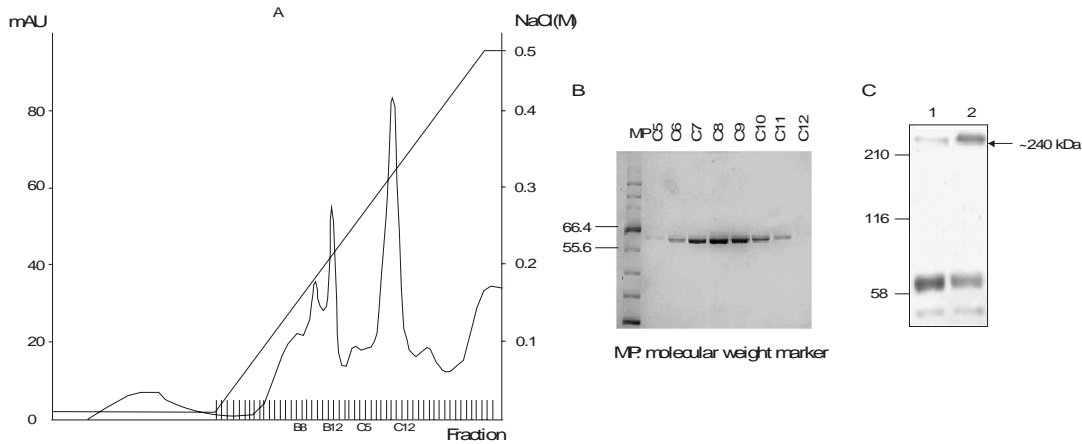 A
mAU
NaCl(M)
80
60
40
20
0
0.5
0.4
0.3
0.2
0.1
B8 B12 C5 C12
Fraction
B
MP C5 C6 C7 C8 C9 C10 C11 C12
66.4
55.6
MP: molecular weight marker
C
1 2
210
116
58
~240 kDa